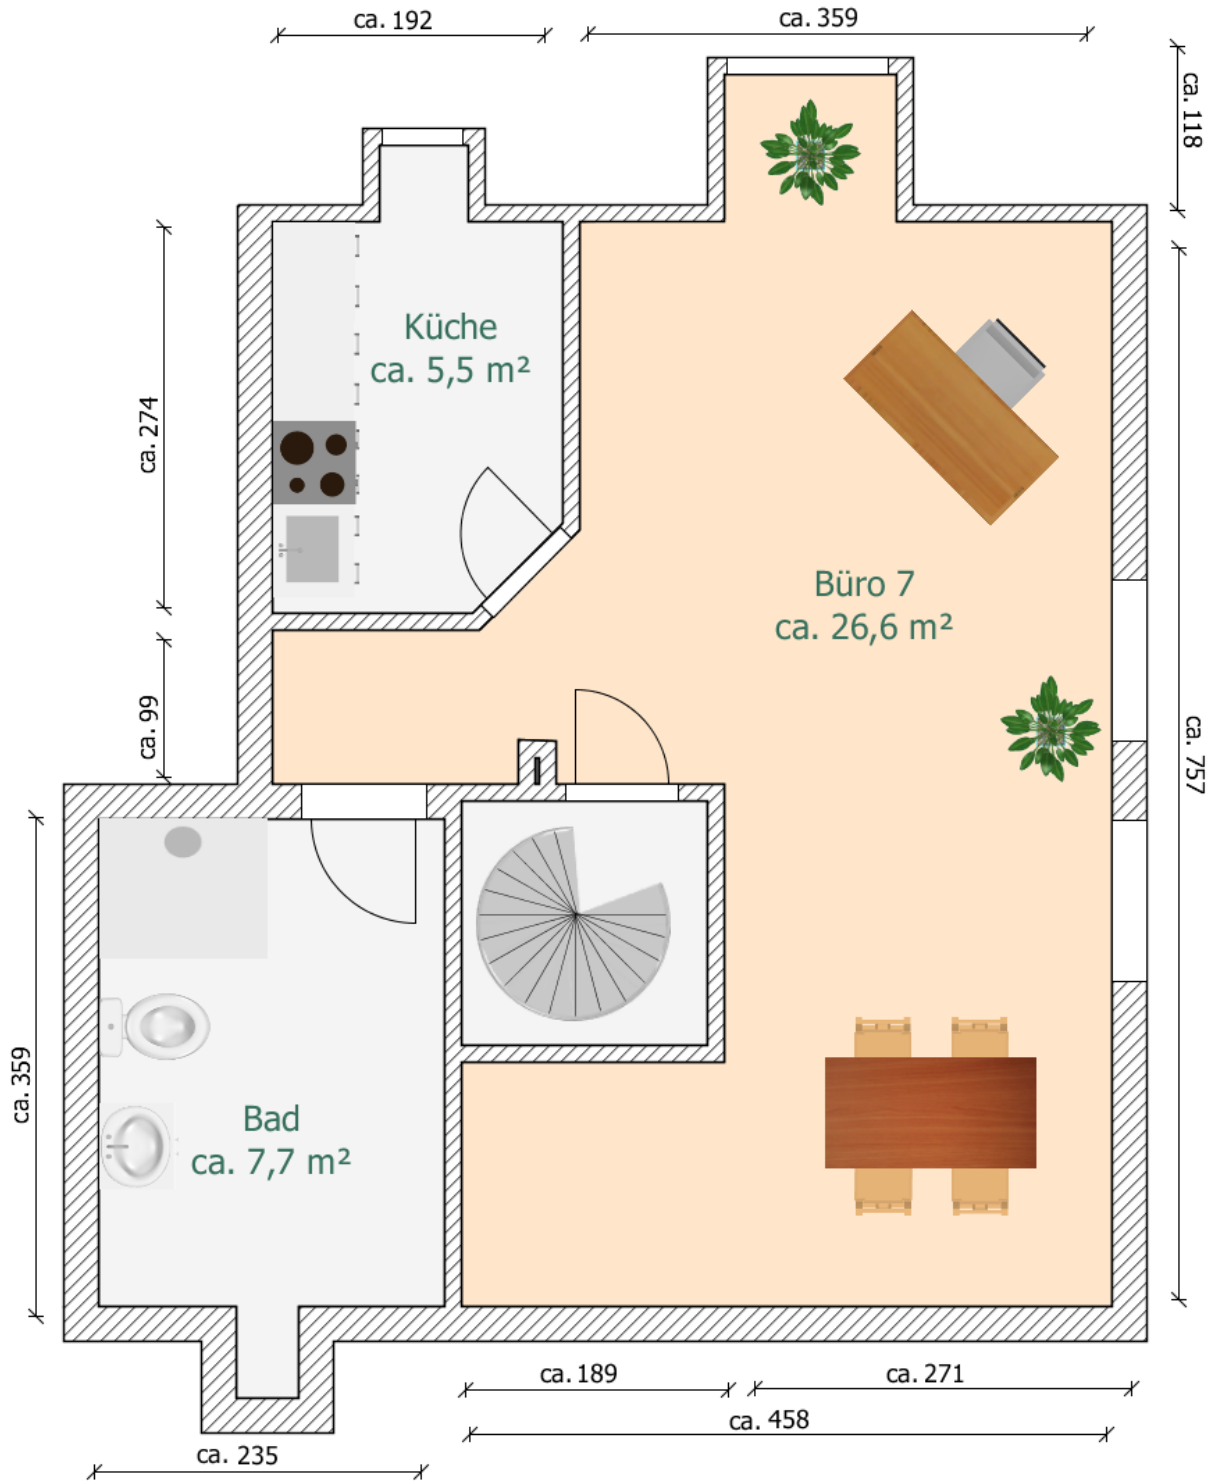 ca. 192
ca. 359
ca. 118
Küche
ca. 5,5 m²
ca. 274
Büro 7
ca. 26,6 m²
ca. 99
ca. 757
ca. 359
Bad
ca. 7,7 m²
ca. 189
ca. 271
ca. 458
ca. 235